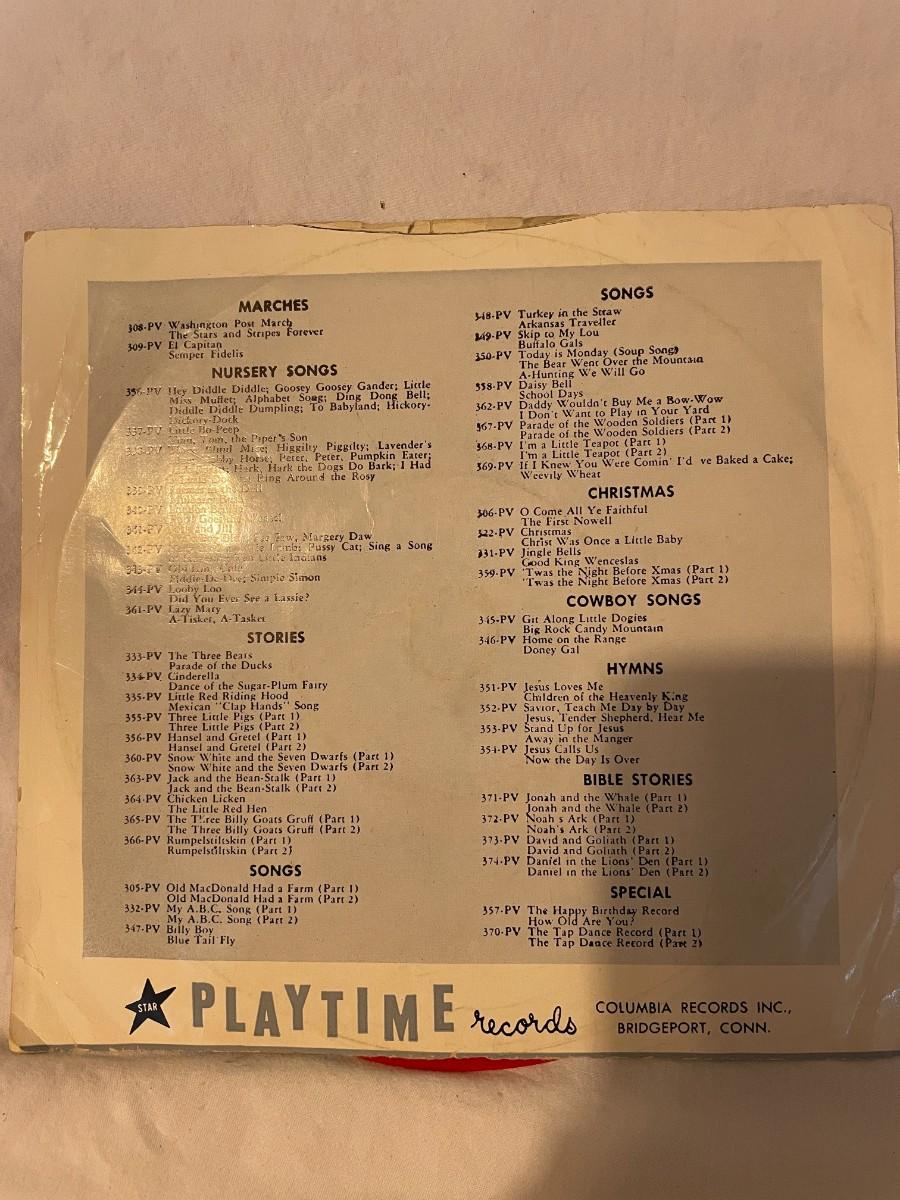 MARCHES
308-PV Washington Post March
The Stars and Stripes Forever
309-PV El Capitan
Semper Fidelis
NURSERY SONGS
Hey Diddle Diddle; Goosey Goosey Gander; Little
Miss Muffet; Alphabet Song; Ding Dong Bell;
Diddle Diddle Dumpling; To Babyland; Hickory-
Dickory-Dock
337-PV Little Bo-Peep
Tom, the Piper's Son
Mice; Higgilty Piggilty; Lavender's
Horse; Peter, Peter, Pumpkin Eater;
Hark, Hark the Dogs Do Bark; I Had
Ring Around the Rosy
Saw, Margery Daw
Lamb; Pussy Cat; Sing a Song
Little Indians
343-PV Old King Cole
Fiddle-De-Dee; Simple Simon
344-PV Looby Loo
Did You Ever See a Lassie?
361-PV Lazy Mary
A-Tisket, A-Tasket
STORIES
333-PV The Three Bears
Parade of the Ducks
334-PV Cinderella
Dance of the Sugar-Plum Fairy
335-PV Little Red Riding Hood
Mexican "Clap Hands" Song
355-PV Three Little Pigs (Part 1)
Three Little Pigs (Part 2)
356-PV Hansel and Gretel (Part 1)
Hansel and Gretel (Part 2)
360-PV Snow White and the Seven Dwarfs (Part 1)
Snow White and the Seven Dwarfs (Part 2)
363-PV Jack and the Bean-Stalk (Part 1)
Jack and the Bean-Stalk (Part 2)
364-PV Chicken Licken
The Little Red Hen
365-PV The Three Billy Goats Gruff (Part 1)
The Three Billy Goats Gruff (Part 2)
366-PV Rumpelstiltskin (Part 1)
Rumpelstiltskin (Part 2)
SONGS
305-PV Old MacDonald Had a Farm (Part 1)
Old MacDonald Had a Farm (Part 2)
332-PV My A.B.C. Song (Part 1)
My A.B.C. Song (Part 2)
347-PV Billy Boy
Blue Tail Fly
SONGS
348-PV Turkey in the Straw
Arkansas Traveller
349-PV Skip to My Lou
Buffalo Gals
350-PV Today is Monday (Soup Song)
The Bear Went Over the Mountain
A-Hunting We Will Go
358-PV Daisy Bell
School Days
362-PV Daddy Wouldn't Buy Me a Bow-Wow
I Don't Want to Play in Your Yard
367-PV Parade of the Wooden Soldiers (Part 1)
Parade of the Wooden Soldiers (Part 2)
368-PV I'm a Little Teapot (Part 1)
I'm a Little Teapot (Part 2)
369-PV If I Knew You Were Comin' I'd 've Baked a Cake;
Weevily Wheat
CHRISTMAS
306-PV O Come All Ye Faithful
The First Nowell
322-PV Christmas
Christ Was Once a Little Baby
331-PV Jingle Bells
Good King Wenceslas
359-PV 'Twas the Night Before Xmas (Part 1)
'Twas the Night Before Xmas (Part 2)
COWBOY SONGS
345-PV Git Along Little Dogies
Big Rock Candy Mountain
346-PV Home on the Range
Doney Gal
HYMNS
351-PV Jesus Loves Me
Children of the Heavenly King
352-PV Savior, Teach Me Day by Day
Jesus, Tender Shepherd, Hear Me
353-PV Stand Up for Jesus
Away in the Manger
354-PV Jesus Calls Us
Now the Day Is Over
BIBLE STORIES
371-PV Jonah and the Whale (Part 1)
Jonah and the Whale (Part 2)
372-PV Noah's Ark (Part 1)
Noah's Ark (Part 2)
373-PV David and Goliath (Part 1)
David and Goliath (Part 2)
374-PV Daniel in the Lions' Den (Part 1)
Daniel in the Lions' Den (Part 2)
SPECIAL
357-PV The Happy Birthday Record
How Old Are You?
370-PV The Tap Dance Record (Part 1)
The Tap Dance Record (Part 2)
STAR PLAYTIME records
COLUMBIA RECORDS INC.,
BRIDGEPORT, CONN.